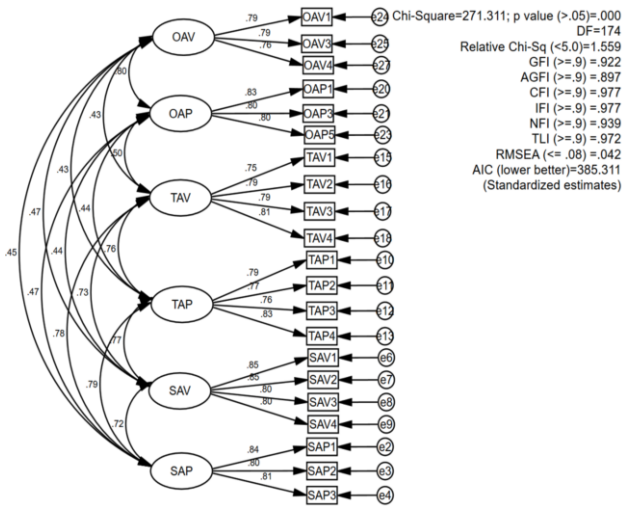 OAV
.79
OAV1
e24
Chi-Square=271.311; p value (>.05)=.000
.79
OAV3
e25
DF=174
.76
OAV4
e27
Relative Chi-Sq (<5.0)=1.559
GFI (>=.9) =.922
AGFI (>=.9) =.897
CFI (>=.9) =.977
IFI (>=.9) =.977
NFI (>=.9) =.939
TLI (>=.9) =.972
RMSEA (<= .08) =.042
AIC (lower better)=385.311
(Standardized estimates)
.80
OAP
.83
OAP1
e20
.80
OAP3
e21
.80
OAP5
e23
.43
.50
TAV
.75
TAV1
e15
.79
TAV2
e16
.79
TAV3
e17
.81
TAV4
e18
.43
.44
.76
.47
.44
.45
.47
.73
TAP
.79
TAP1
e10
.77
TAP2
e11
.76
TAP3
e12
.83
TAP4
e13
.78
.77
SAV
.85
SAV1
e6
.85
SAV2
e7
.80
SAV3
e8
.80
SAV4
e9
.79
.72
SAP
.84
SAP1
e2
.80
SAP2
e3
.81
SAP3
e4